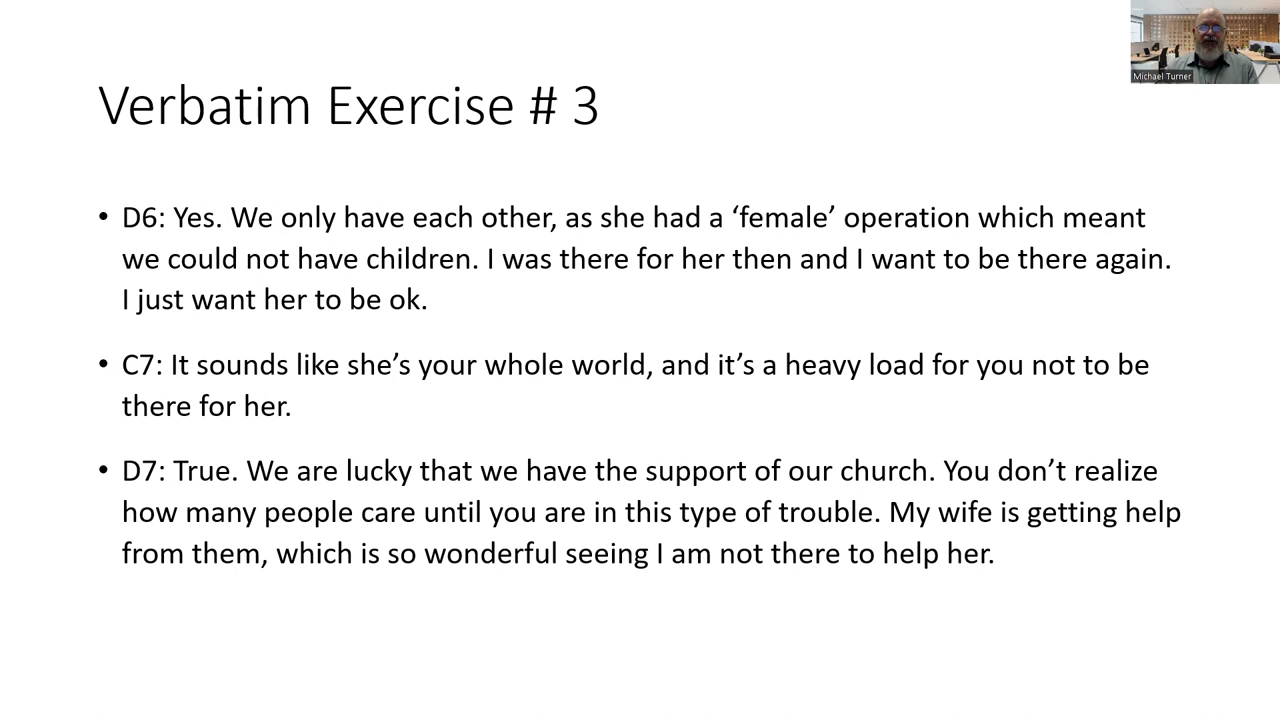 Michael Turner
Verbatim Exercise # 3
• D6: Yes. We only have each other, as she had a ‘female’ operation which meant
we could not have children. I was there for her then and I want to be there again.
I just want her to be ok.
• C7: It sounds like she’s your whole world, and it’s a heavy load for you not to be
there for her.
• D7: True. We are lucky that we have the support of our church. You don’t realize
how many people care until you are in this type of trouble. My wife is getting help
from them, which is so wonderful seeing I am not there to help her.